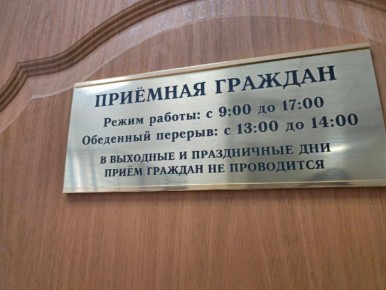 ПРИЁМНАЯ ГРАЖДАН
Режим работы: с 9:00 до 17:00
Обеденный перерыв: с 13:00 до 14:00
В ВЫХОДНЫЕ И ПРАЗДНИЧНЫЕ ДНИ
ПРИЁМ ГРАЖДАН НЕ ПРОВОДИТСЯ